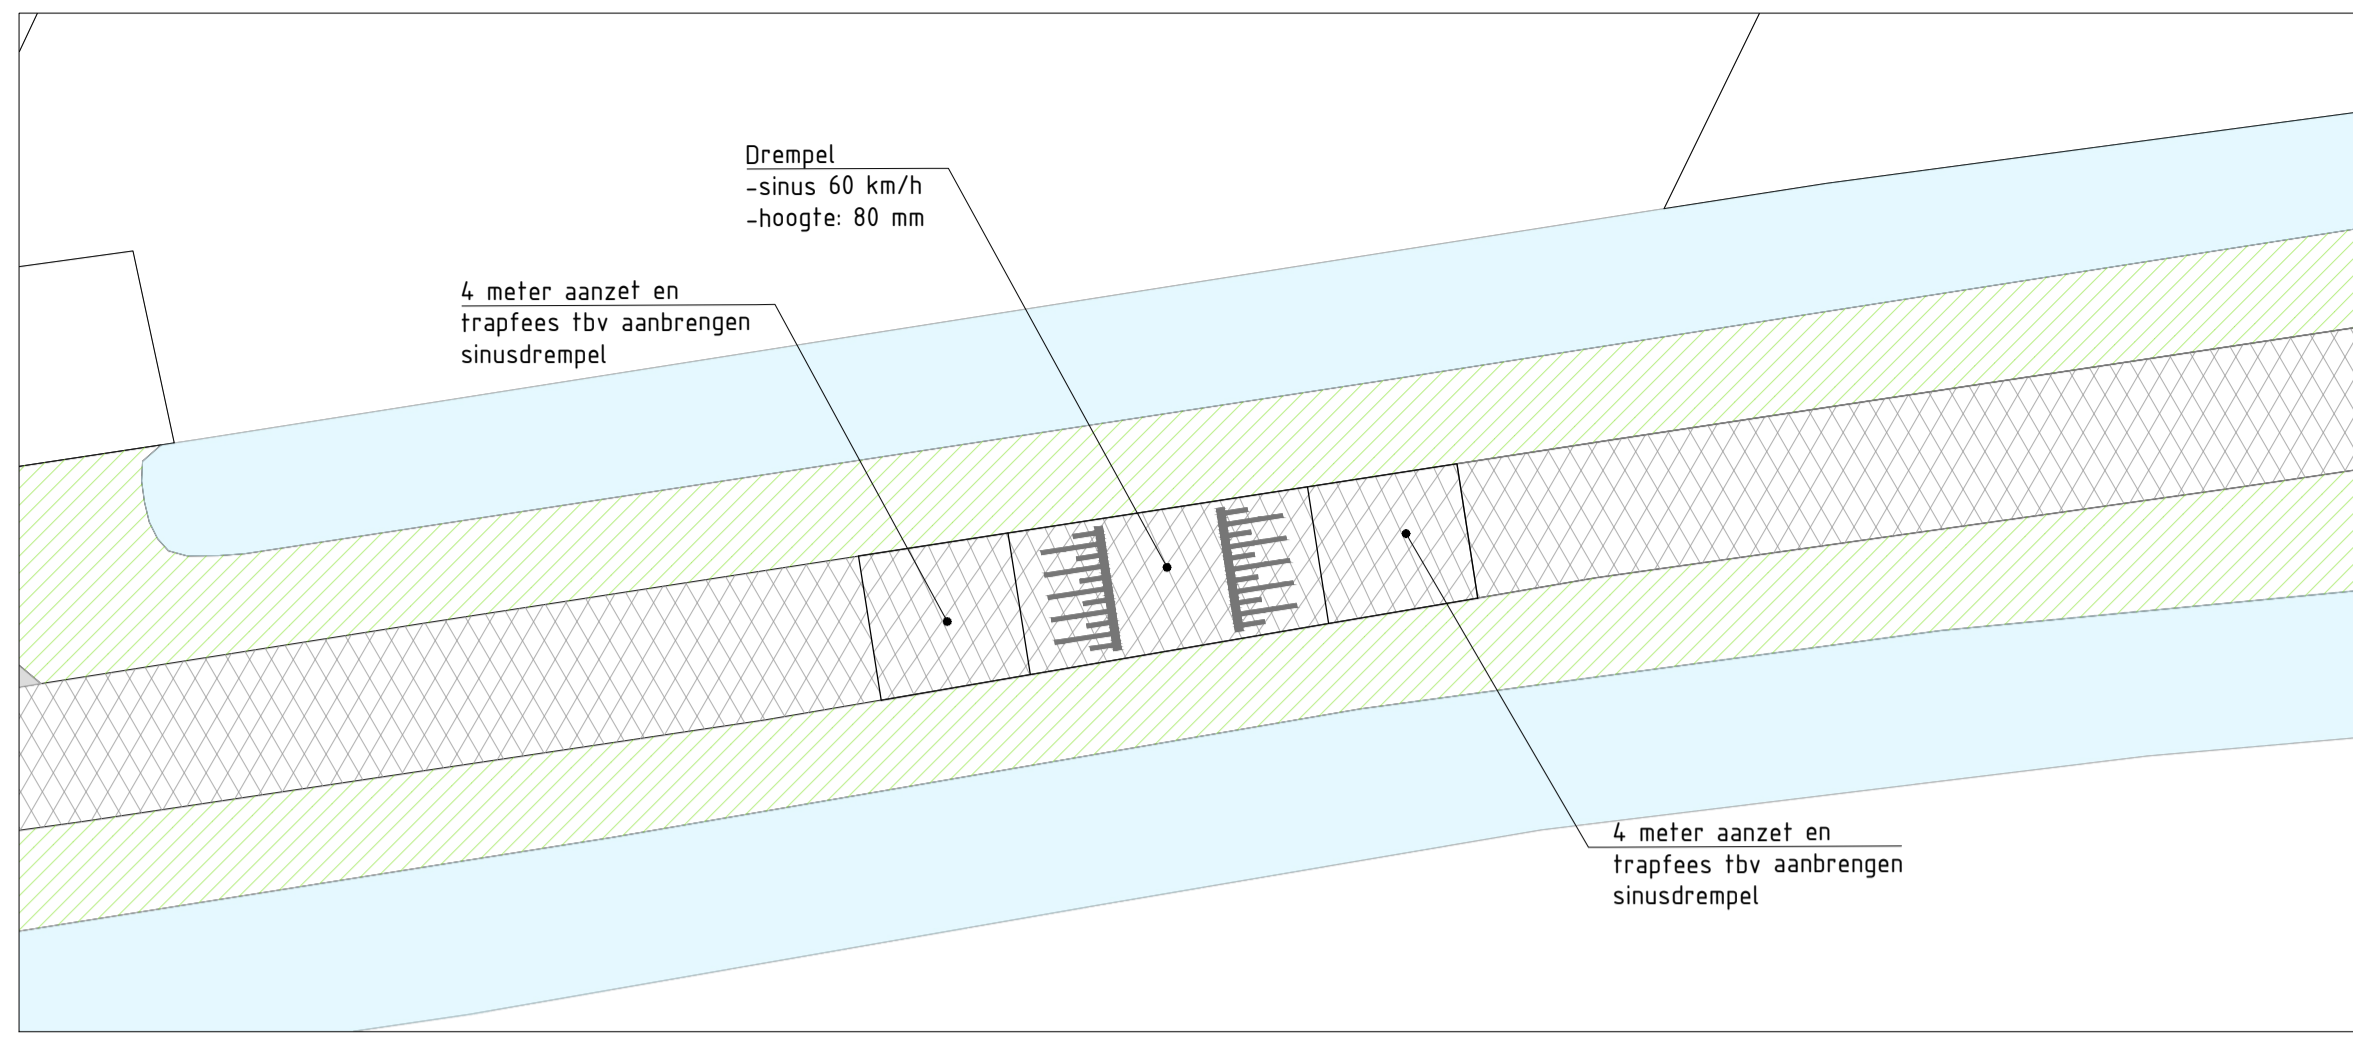 Drempel
-sinus 60 km/h
-hoogte: 80 mm
4 meter aanzet en
trapfees tbv aanbrengen
sinusdrempel
4 meter aanzet en
trapfees tbv aanbrengen
sinusdrempel